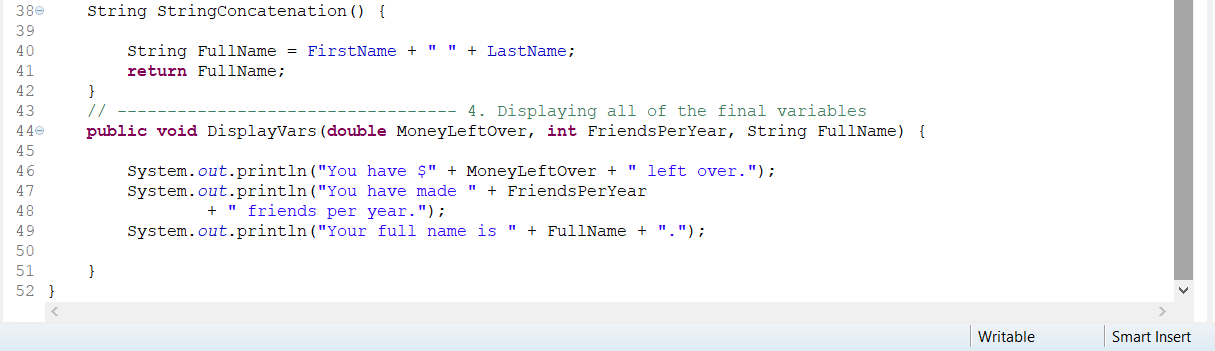 38 String StringConcatenation() {
39
40 String FullName = FirstName + " " + LastName;
41 return FullName;
42 }
43 // ---------------------------------- 4. Displaying all of the final variables
44 public void DisplayVars(double MoneyLeftOver, int FriendsPerYear, String FullName) {
45
46 System.out.println("You have $" + MoneyLeftOver + " left over.");
47 System.out.println("You have made " + FriendsPerYear
48 + " friends per year.");
49 System.out.println("Your full name is " + FullName + ".");
50
51 }
52 }
Writable Smart Insert